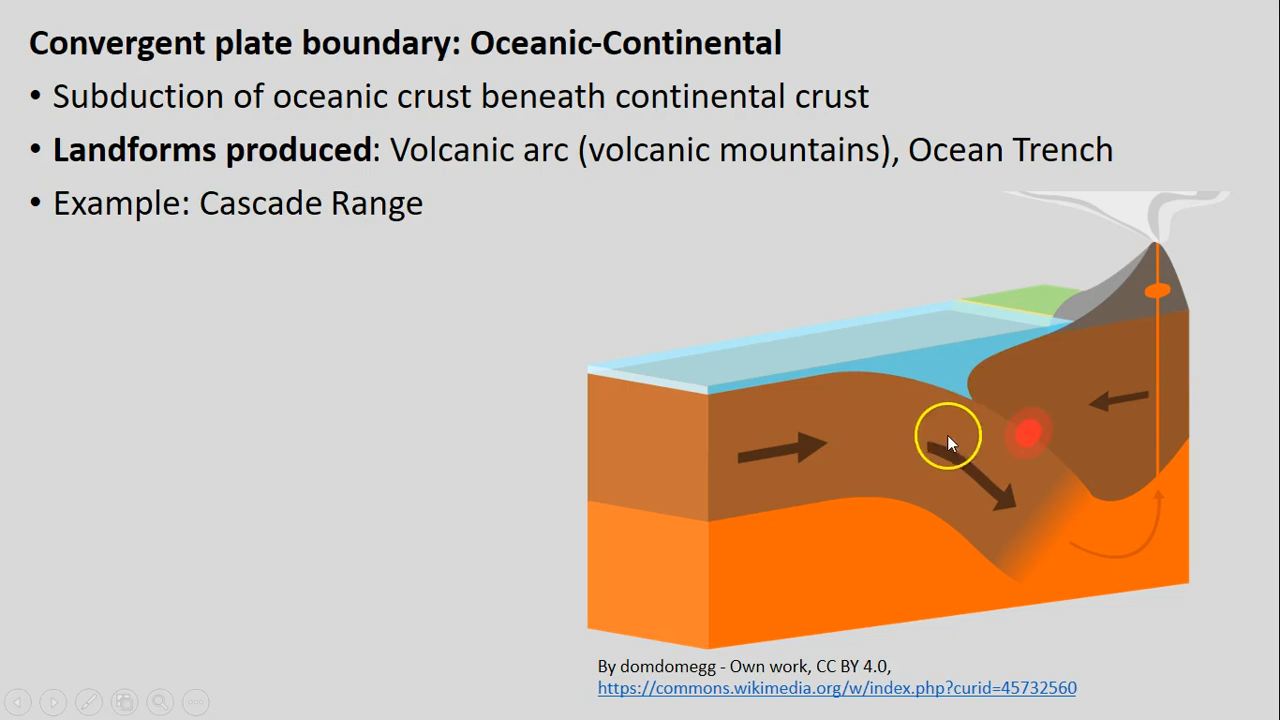 Convergent plate boundary: Oceanic-Continental
• Subduction of oceanic crust beneath continental crust
• Landforms produced: Volcanic arc (volcanic mountains), Ocean Trench
• Example: Cascade Range
By domdomegg - Own work, CC BY 4.0,
https://commons.wikimedia.org/w/index.php?curid=45732560